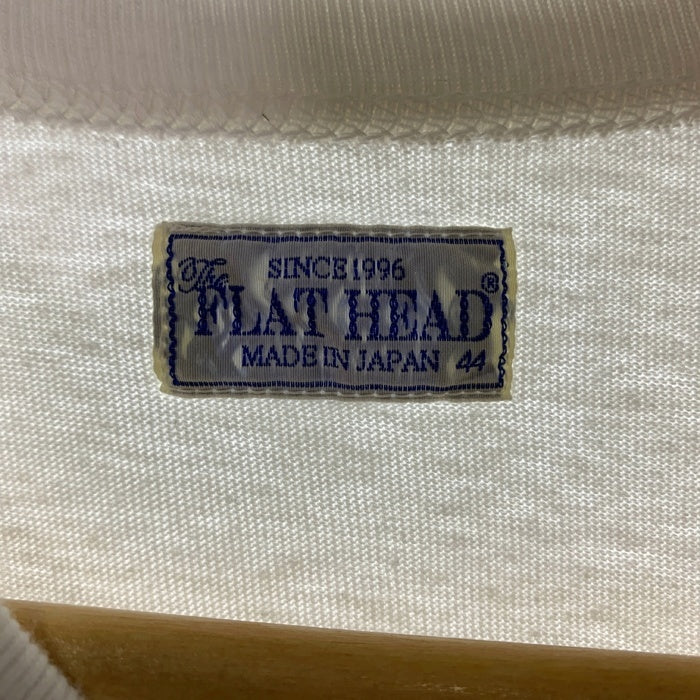 SINCE 1996
The
FLAT HEAD®
MADE IN JAPAN 44